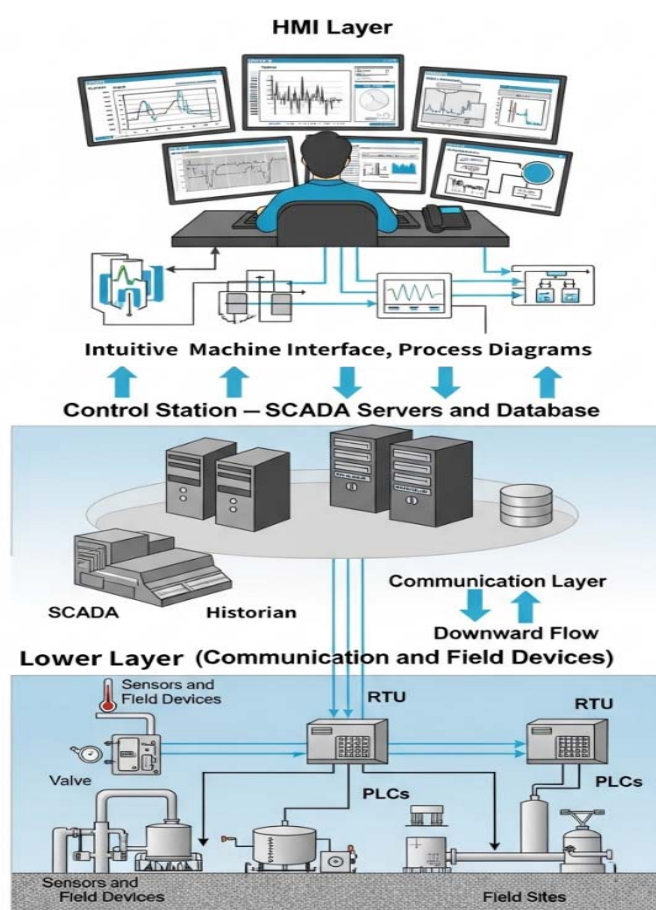 HMI Layer
Intuitive Machine Interface, Process Diagrams
Control Station – SCADA Servers and Database
Communication Layer
SCADA
Historian
Downward Flow
Lower Layer (Communication and Field Devices)
Sensors and
Field Devices
RTU
RTU
Valve
PLCs
PLCs
Sensors and
Field Devices
Field Sites